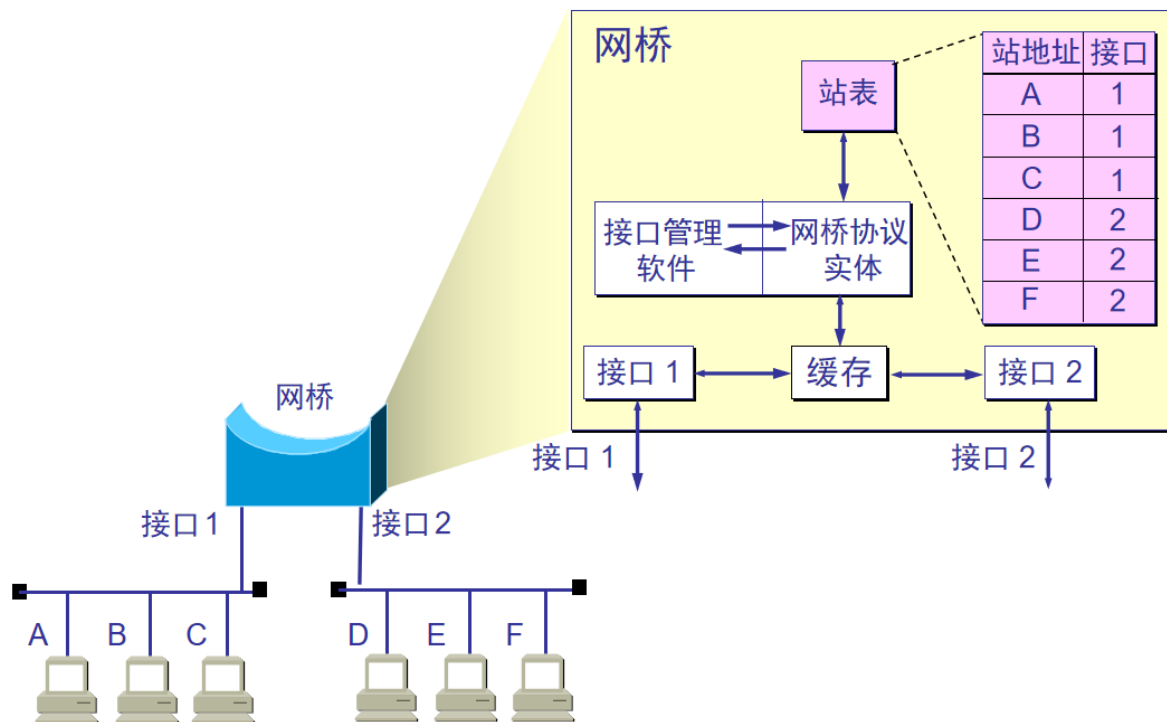 网桥
站表
站地址 接口
A 1
B 1
C 1
D 2
E 2
F 2
接口管理
软件
网桥协议
实体
接口 1
缓存
接口 2
接口 1
接口 2
网桥
接口 1
接口 2
A B C
D E F